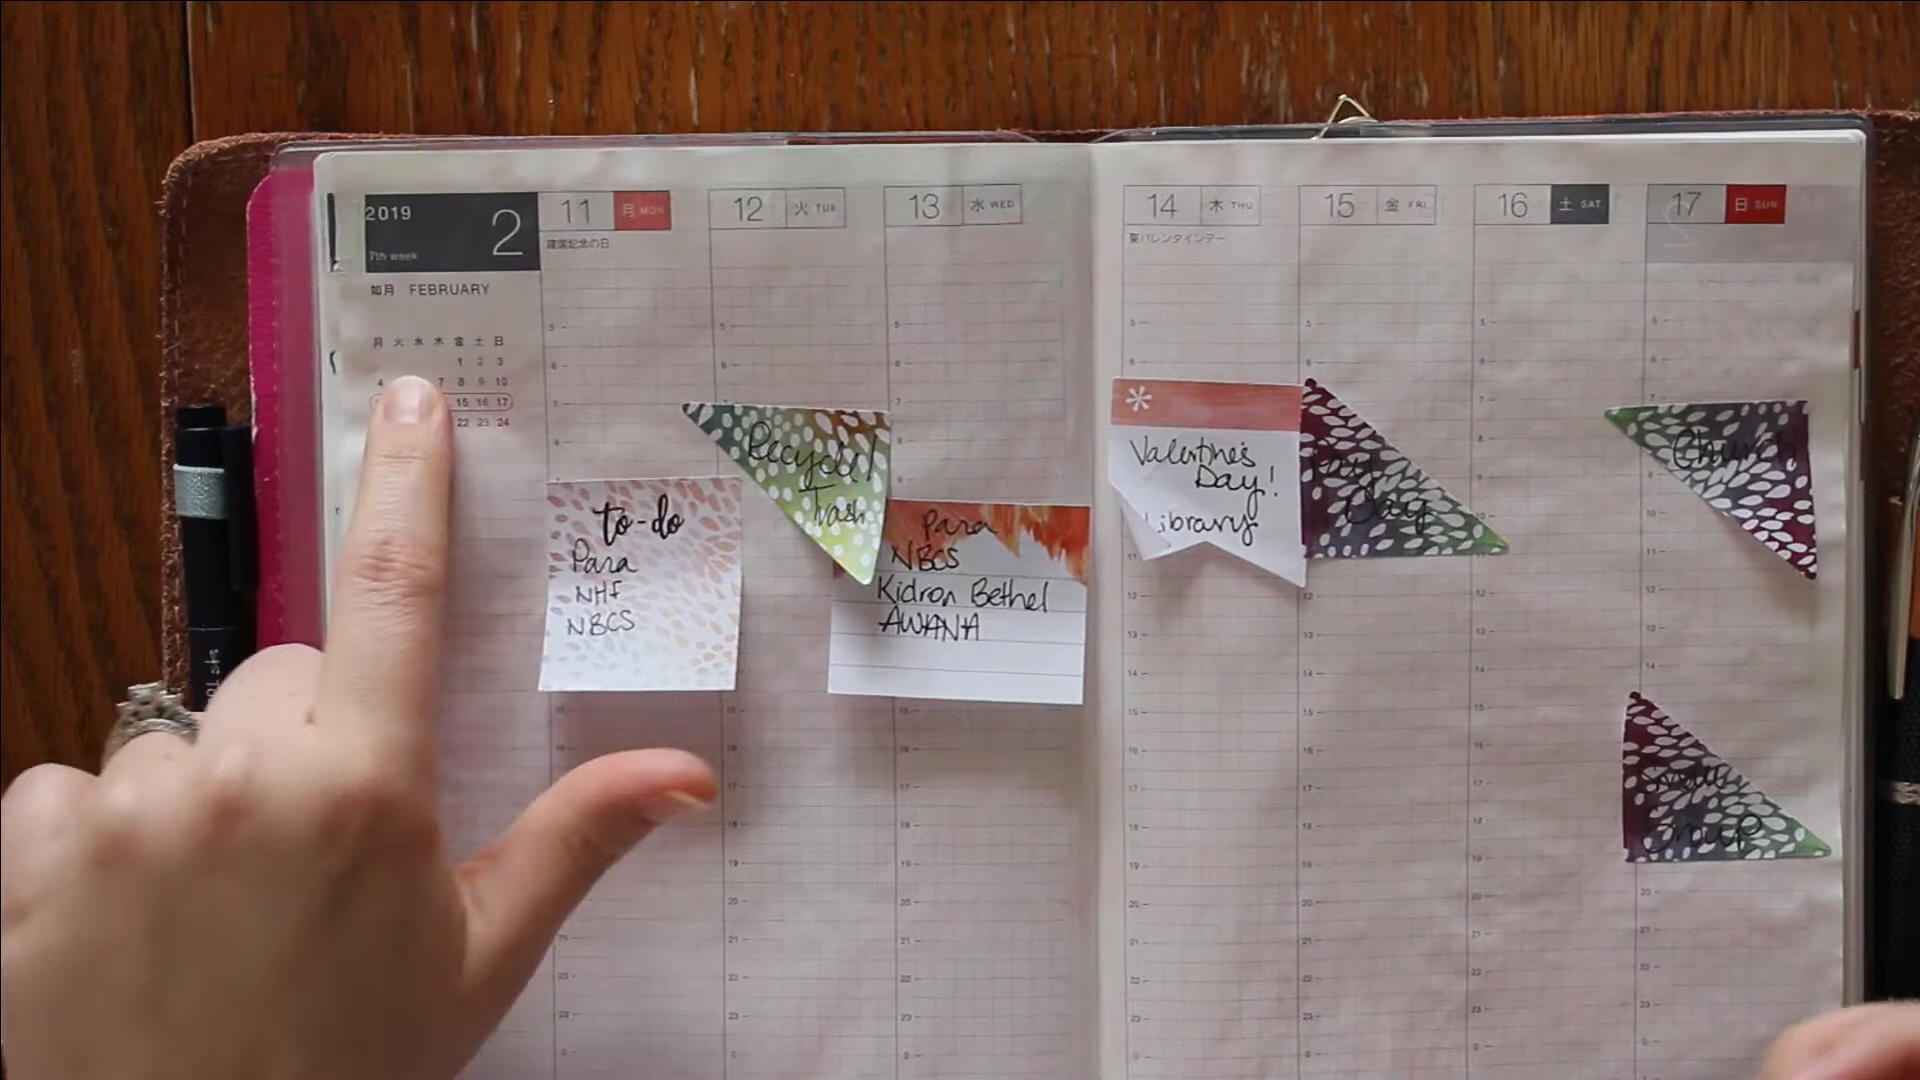 2019
2
7th week
如月 FEBRUARY
月 火 水 木 金 土 日
1 2 3
4 7 8 9 10
15 16 17
22 23 24
11 月 MON
建国記念の日
12 火 TUE
13 水 WED
14 木 THU
聖バレンタインデー
15 金 FRI
16 土 SAT
17 日 SUN
to-do
Para
NHF
NBCS
Recycle/
Trash
Para
NBCS
Kidron Bethel
AWANA
Valentine's
Day!
Library
Pay
Day
Church
Small
Group